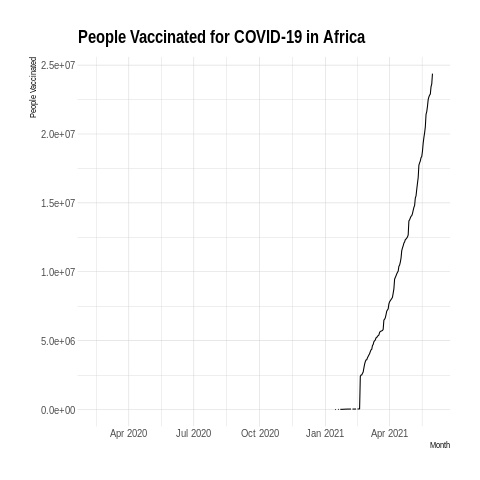 People Vaccinated for COVID-19 in Africa
People Vaccinated
2.5e+07
2.0e+07
1.5e+07
1.0e+07
5.0e+06
0.0e+00
Apr 2020 Jul 2020 Oct 2020 Jan 2021 Apr 2021
Month